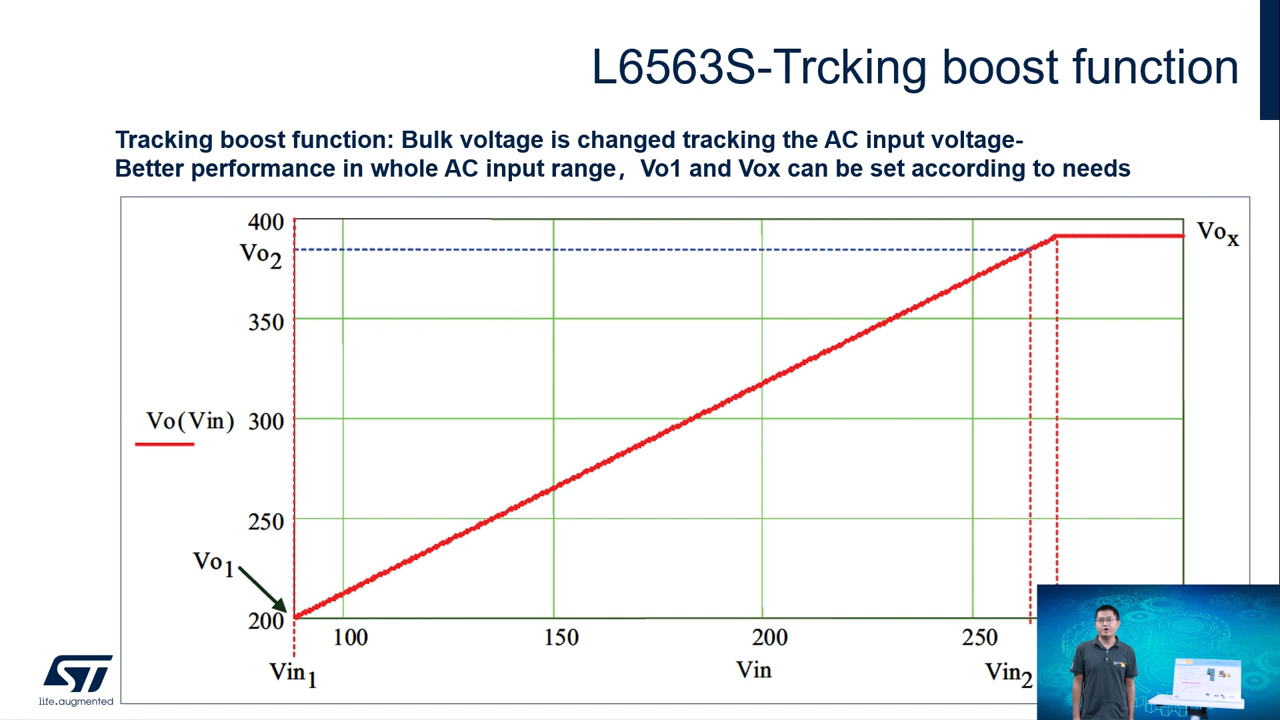 L6563S-Trcking boost function
Tracking boost function: Bulk voltage is changed tracking the AC input voltage-
Better performance in whole AC input range，Vo1 and Vox can be set according to needs
400
Vo2
Vox
350
Vo(Vin)
300
250
Vo1
200
100
150
200
250
Vin1
Vin
Vin2
ST
life.augmented